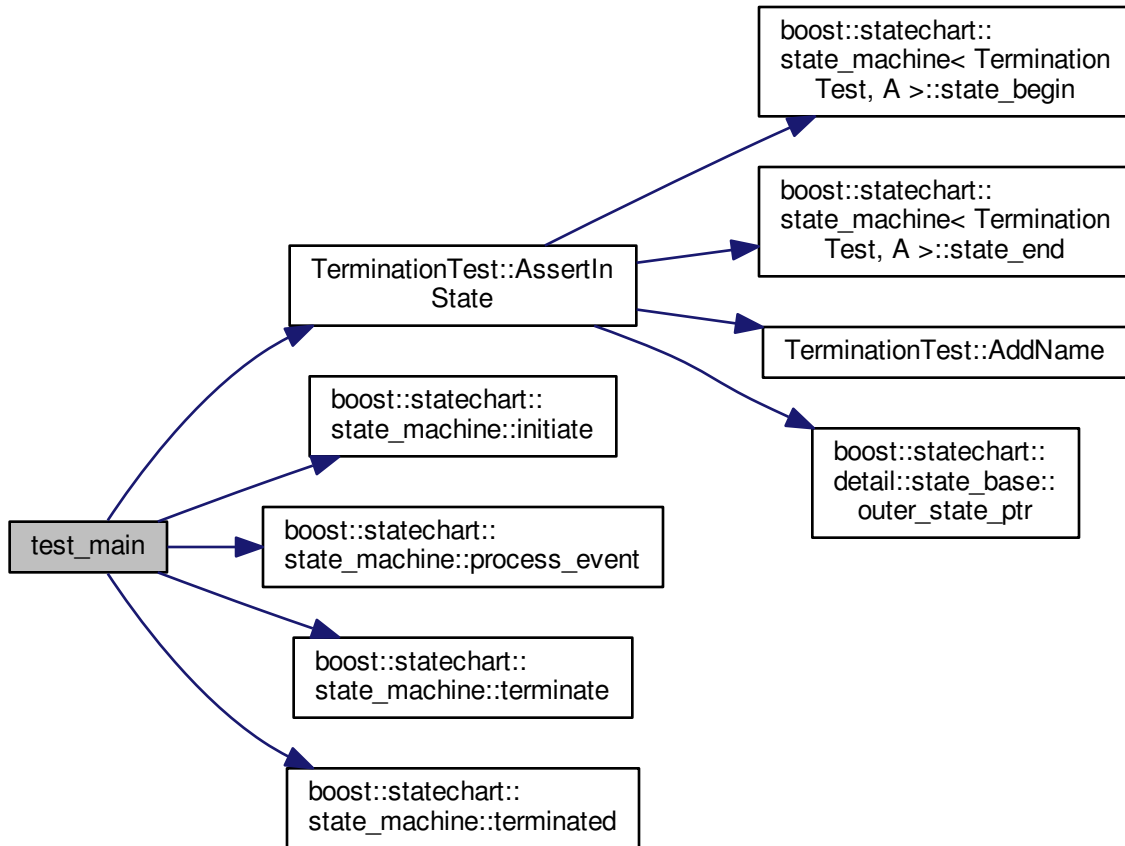 boost::statechart::
state_machine< Termination
Test, A >::state_begin
boost::statechart::
state_machine< Termination
Test, A >::state_end
TerminationTest::AssertIn
State
TerminationTest::AddName
boost::statechart::
state_machine::initiate
boost::statechart::
detail::state_base::
outer_state_ptr
test_main
boost::statechart::
state_machine::process_event
boost::statechart::
state_machine::terminate
boost::statechart::
state_machine::terminated